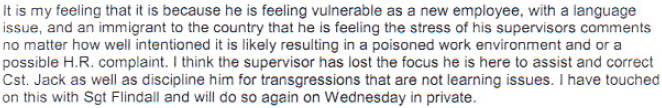 It is my feeling that it is because he is feeling vulnerable as a new employee, with a language
issue, and an immigrant to the country that he is feeling the stress of his supervisors comments
no matter how well intentioned it is likely resulting in a poisoned work environment and or a
possible H.R. complaint. I think the supervisor has lost the focus he is here to assist and correct
Cst. Jack as well as discipline him for transgressions that are not learning issues. I have touched
on this with Sgt Flindall and will do so again on Wednesday in private.